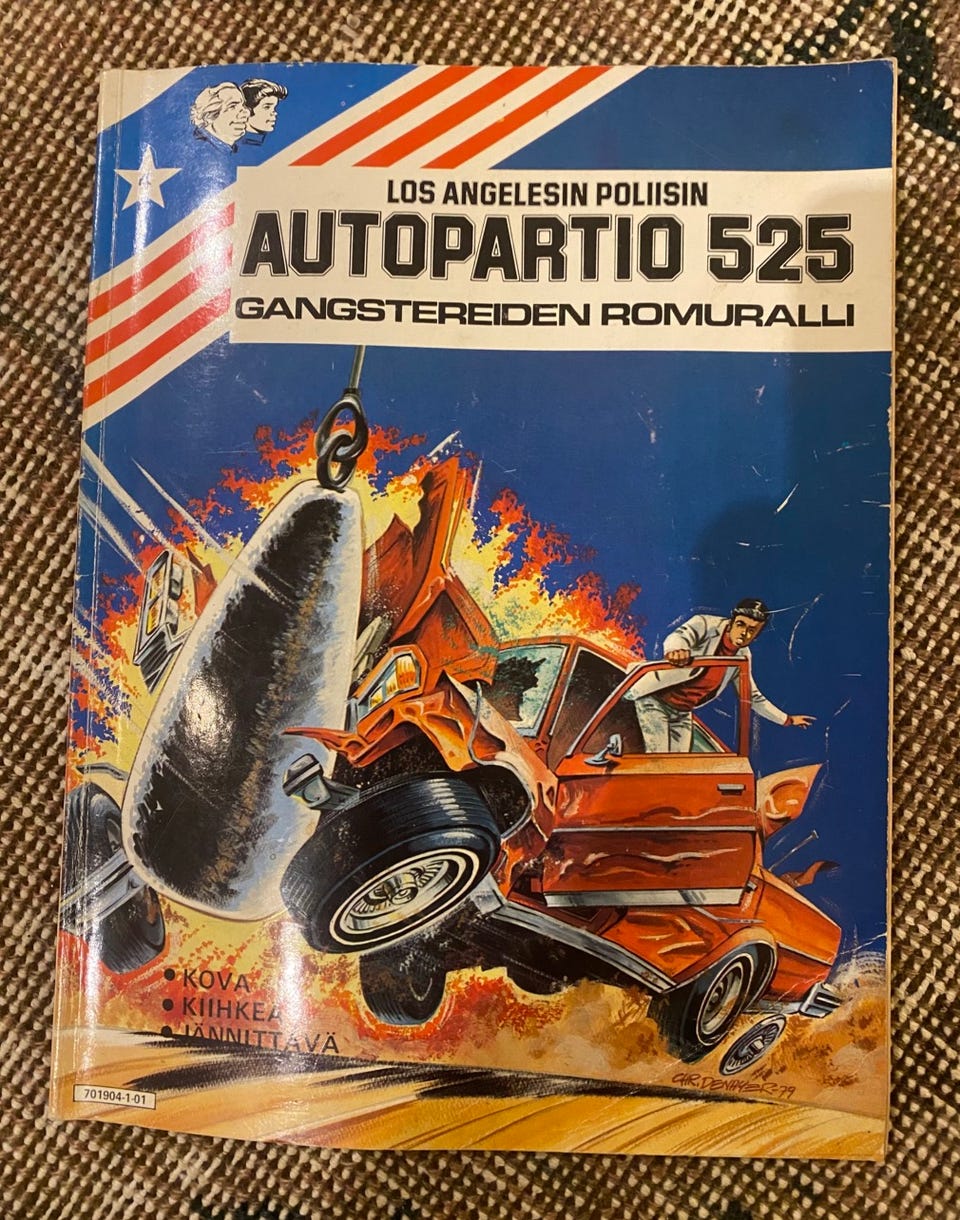 LOS ANGELESIN POLIISIN
AUTOPARTIO 525
GANGSTEREIDEN ROMURALLI
• KOVA
• KIIHKEÄ
• JÄNNITTÄVÄ
CHR. DENAYER-79
701904-1-01